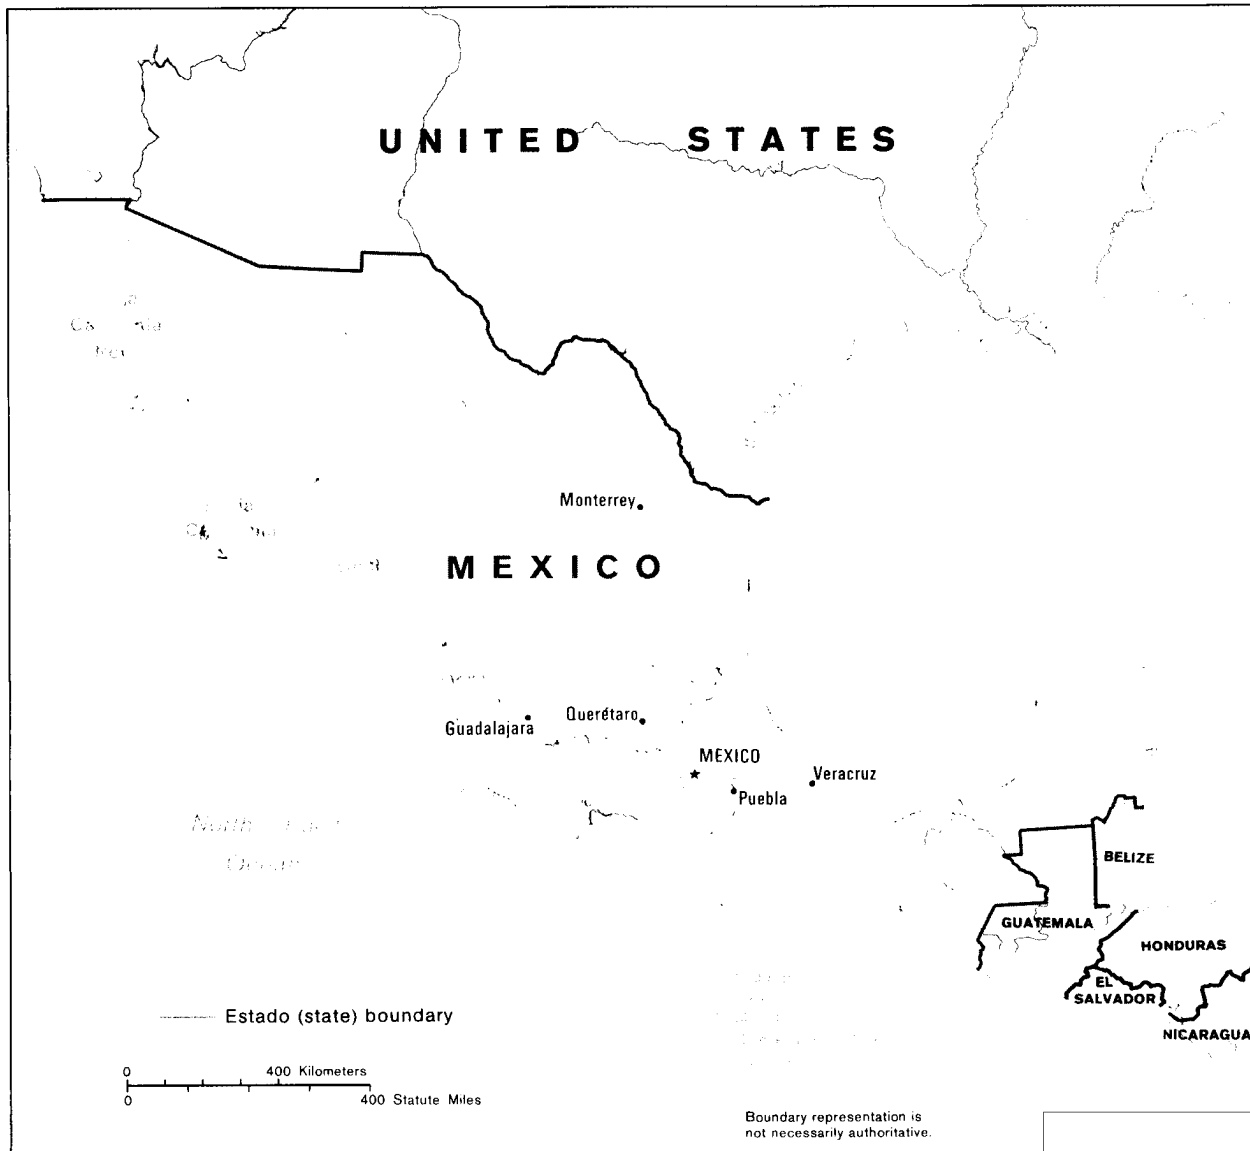 UNITED STATES
Monterrey
MEXICO
Guadalajara
Querétaro
MEXICO
Veracruz
Puebla
North
BELIZE
GUATEMALA
HONDURAS
EL
SALVADOR
NICARAGUA
Estado (state) boundary
0 400 Kilometers
0 400 Statute Miles
Boundary representation is
not necessarily authoritative.